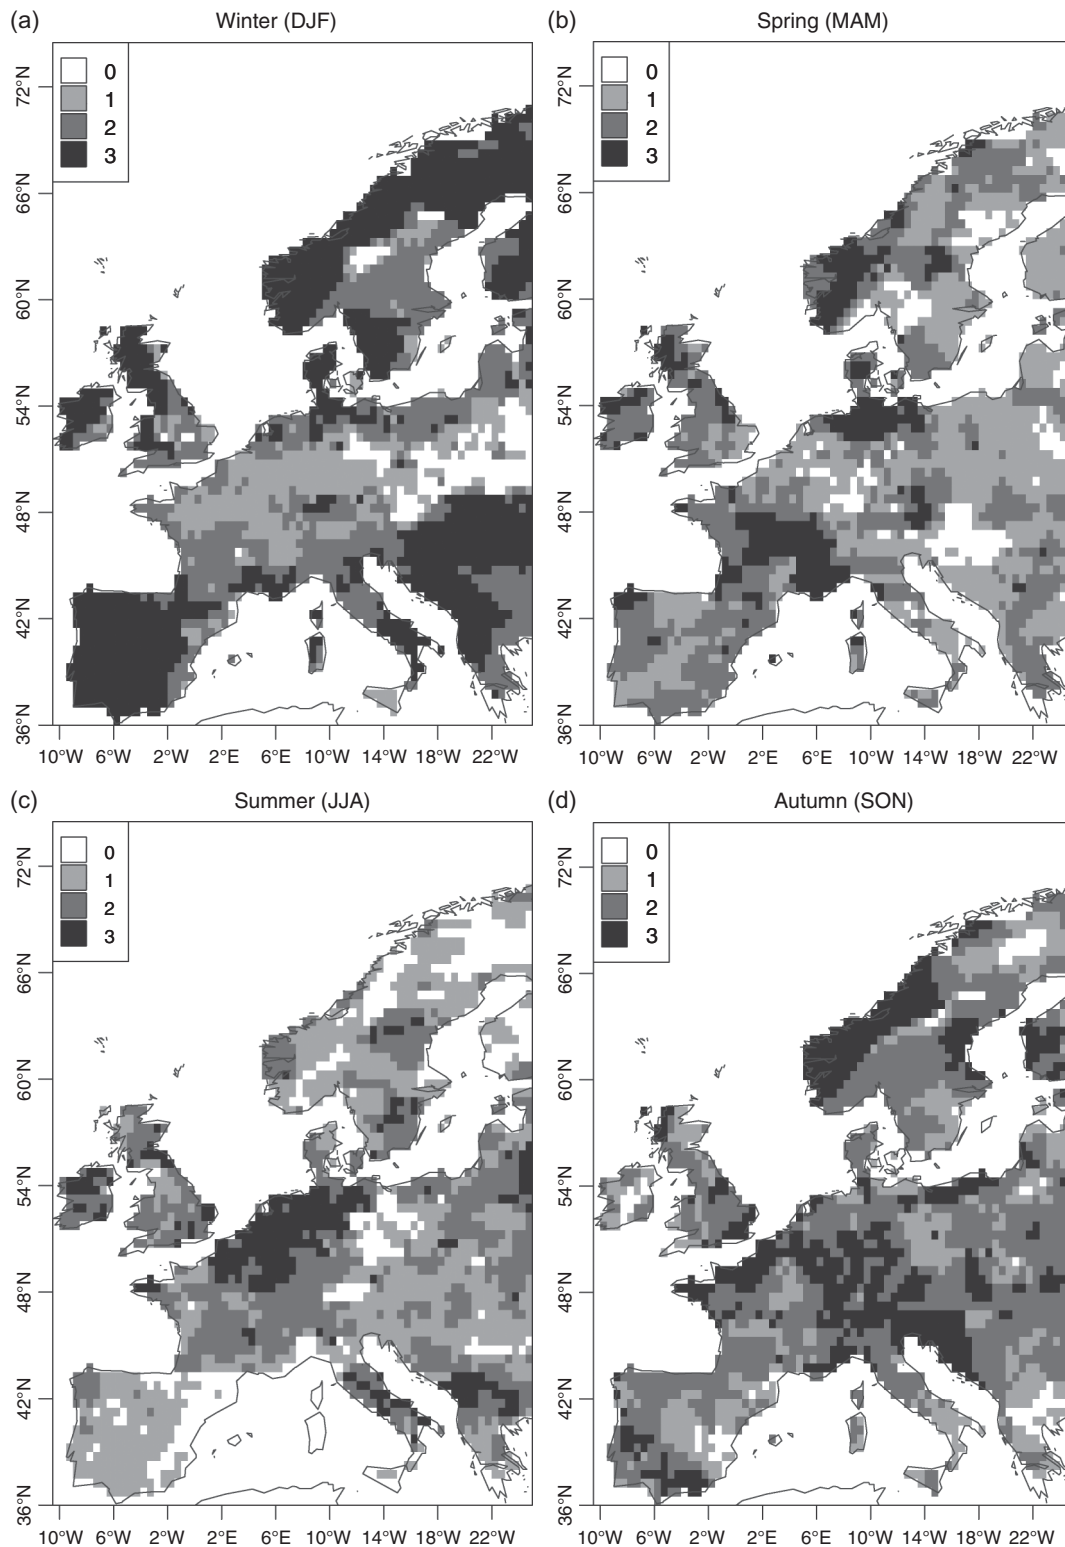 (a) Winter (DJF)
0
1
2
3
72°N
66°N
60°N
54°N
48°N
42°N
36°N
10°W 6°W 2°W 2°E 6°E 10°E 14°E 18°E 22°E
(b) Spring (MAM)
0
1
2
3
72°N
66°N
60°N
54°N
48°N
42°N
36°N
10°W 6°W 2°W 2°E 6°E 10°E 14°W 18°W 22°W
(c) Summer (JJA)
0
1
2
3
72°N
66°N
60°N
54°N
48°N
42°N
36°N
10°W 6°W 2°W 2°E 6°E 10°E 14°E 18°W 22°W
(d) Autumn (SON)
0
1
2
3
72°N
66°N
60°N
54°N
48°N
42°N
36°N
10°W 6°W 2°W 2°E 6°E 10°E 14°W 18°W 22°W